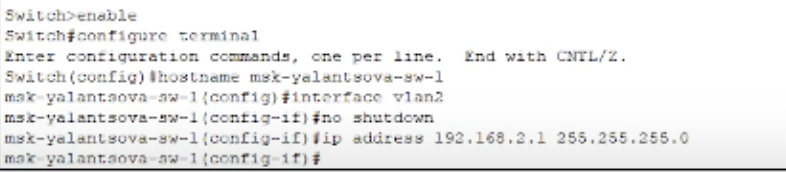 Switch>enable
Switch#configure terminal
Enter configuration commands, one per line.  End with CNTL/Z.
Switch(config)#hostname msk-yalantsova-sw-1
msk-yalantsova-sw-1(config)#interface vlan2
msk-yalantsova-sw-1(config-if)#no shutdown
msk-yalantsova-sw-1(config-if)#ip address 192.168.2.1 255.255.255.0
msk-yalantsova-sw-1(config-if)#